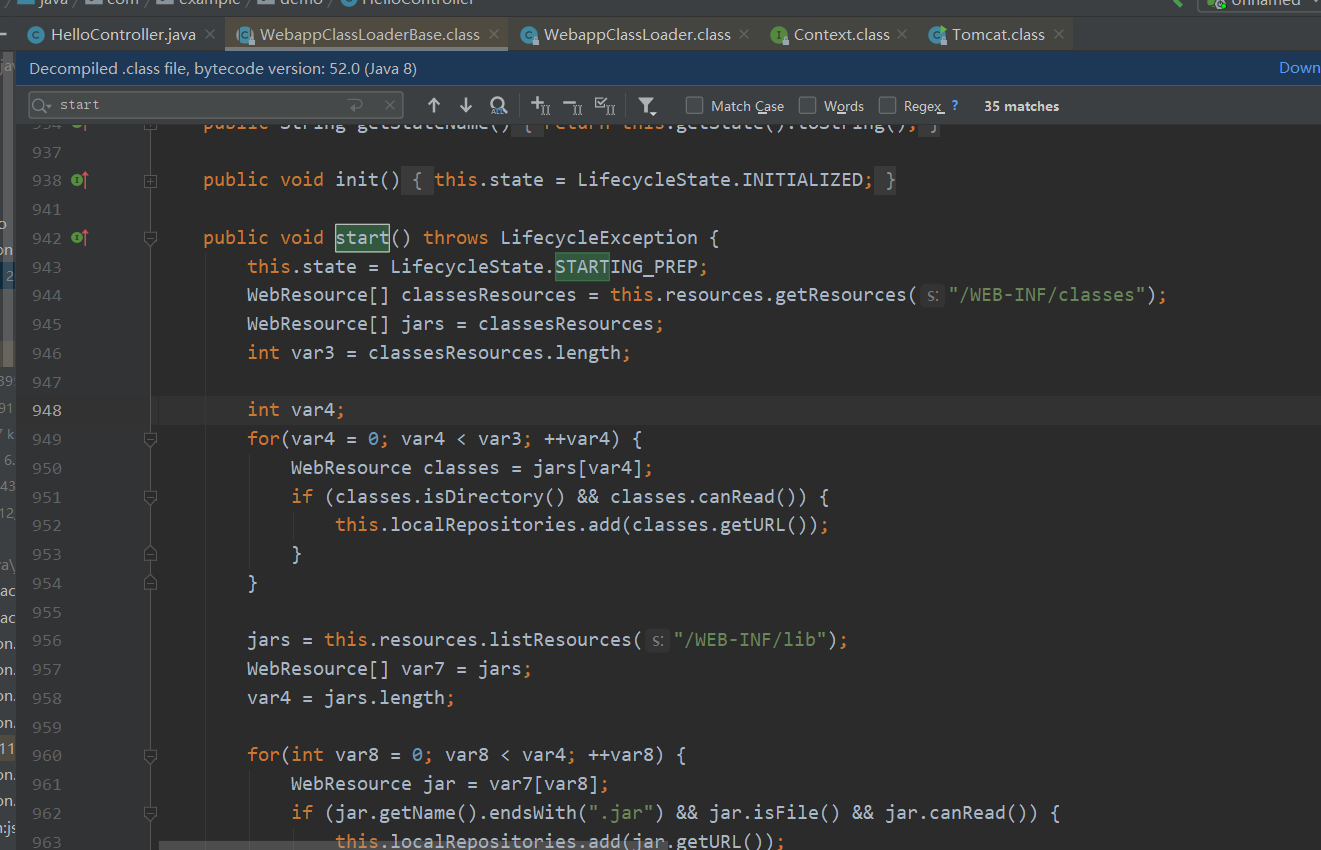 java / com / example / demo / HelloController
Unnamed
HelloController.java × WebappClassLoaderBase.class × WebappClassLoader.class × Context.class × Tomcat.class ×
Decompiled .class file, bytecode version: 52.0 (Java 8) Down
start Match Case Words Regex ? 35 matches
934 public String getStateName() { return this.getState().toString(); }
937
938 public void init() { this.state = LifecycleState.INITIALIZED; }
941
942 public void start() throws LifecycleException {
943 this.state = LifecycleState.STARTING_PREP;
944 WebResource[] classesResources = this.resources.getResources( s: "/WEB-INF/classes");
945 WebResource[] jars = classesResources;
946 int var3 = classesResources.length;
947
948 int var4;
949 for(var4 = 0; var4 < var3; ++var4) {
950 WebResource classes = jars[var4];
951 if (classes.isDirectory() && classes.canRead()) {
952 this.localRepositories.add(classes.getURL());
953 }
954 }
955
956 jars = this.resources.listResources( s: "/WEB-INF/lib");
957 WebResource[] var7 = jars;
958 var4 = jars.length;
959
960 for(int var8 = 0; var8 < var4; ++var8) {
961 WebResource jar = var7[var8];
962 if (jar.getName().endsWith(".jar") && jar.isFile() && jar.canRead()) {
963 this.localRepositories.add(jar.getURL());